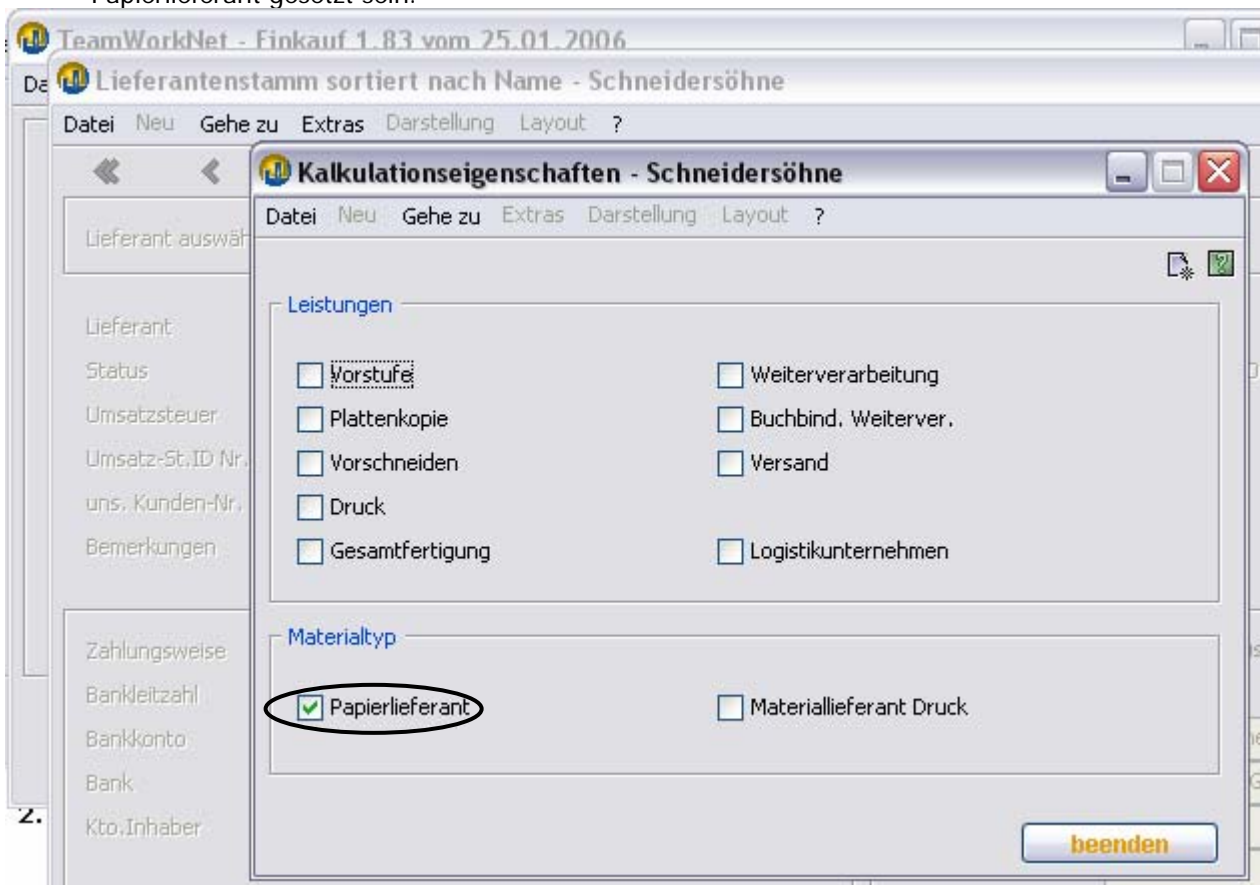 Papierlieferant gesetzt sein.
TeamWorkNet - Einkauf 1.83 vom 25.01.2006
Lieferantenstamm sortiert nach Name - Schneidersöhne
Datei Neu Gehe zu Extras Darstellung Layout ?
Kalkulationseigenschaften - Schneidersöhne
Datei Neu Gehe zu Extras Darstellung Layout ?
Lieferant auswäh
Leistungen
Lieferant
Status
Vorstufe
Weiterverarbeitung
Umsatzsteuer
Plattenkopie
Buchbind. Weiterver.
Umsatz-St.ID Nr.
Vorschneiden
Versand
uns. Kunden-Nr.
Druck
Bemerkungen
Gesamtfertigung
Logistikunternehmen
Materialtyp
Zahlungsweise
Bankleitzahl
Papierlieferant
Materiallieferant Druck
Bankkonto
Bank
2.
Kto.Inhaber
beenden